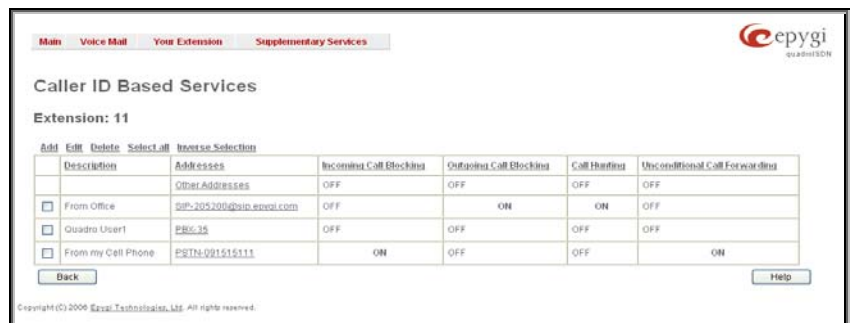 Main Voice Mail Your Extension Supplementary Services
epygi
quadroISDN
Caller ID Based Services
Extension: 11
Add Edit Delete Select all Inverse Selection
Description Addresses Incoming Call Blocking Outgoing Call Blocking Call Hunting Unconditional Call Forwarding
Other Addresses OFF OFF OFF OFF
From Office SIP-205200@sip.epygi.com OFF ON ON OFF
Quadro User1 PBX-35 OFF OFF OFF OFF
From my Cell Phone PSTN-091515111 ON OFF OFF ON
Back Help
Copyright (C) 2006 Epygi Technologies, Ltd. All rights reserved.